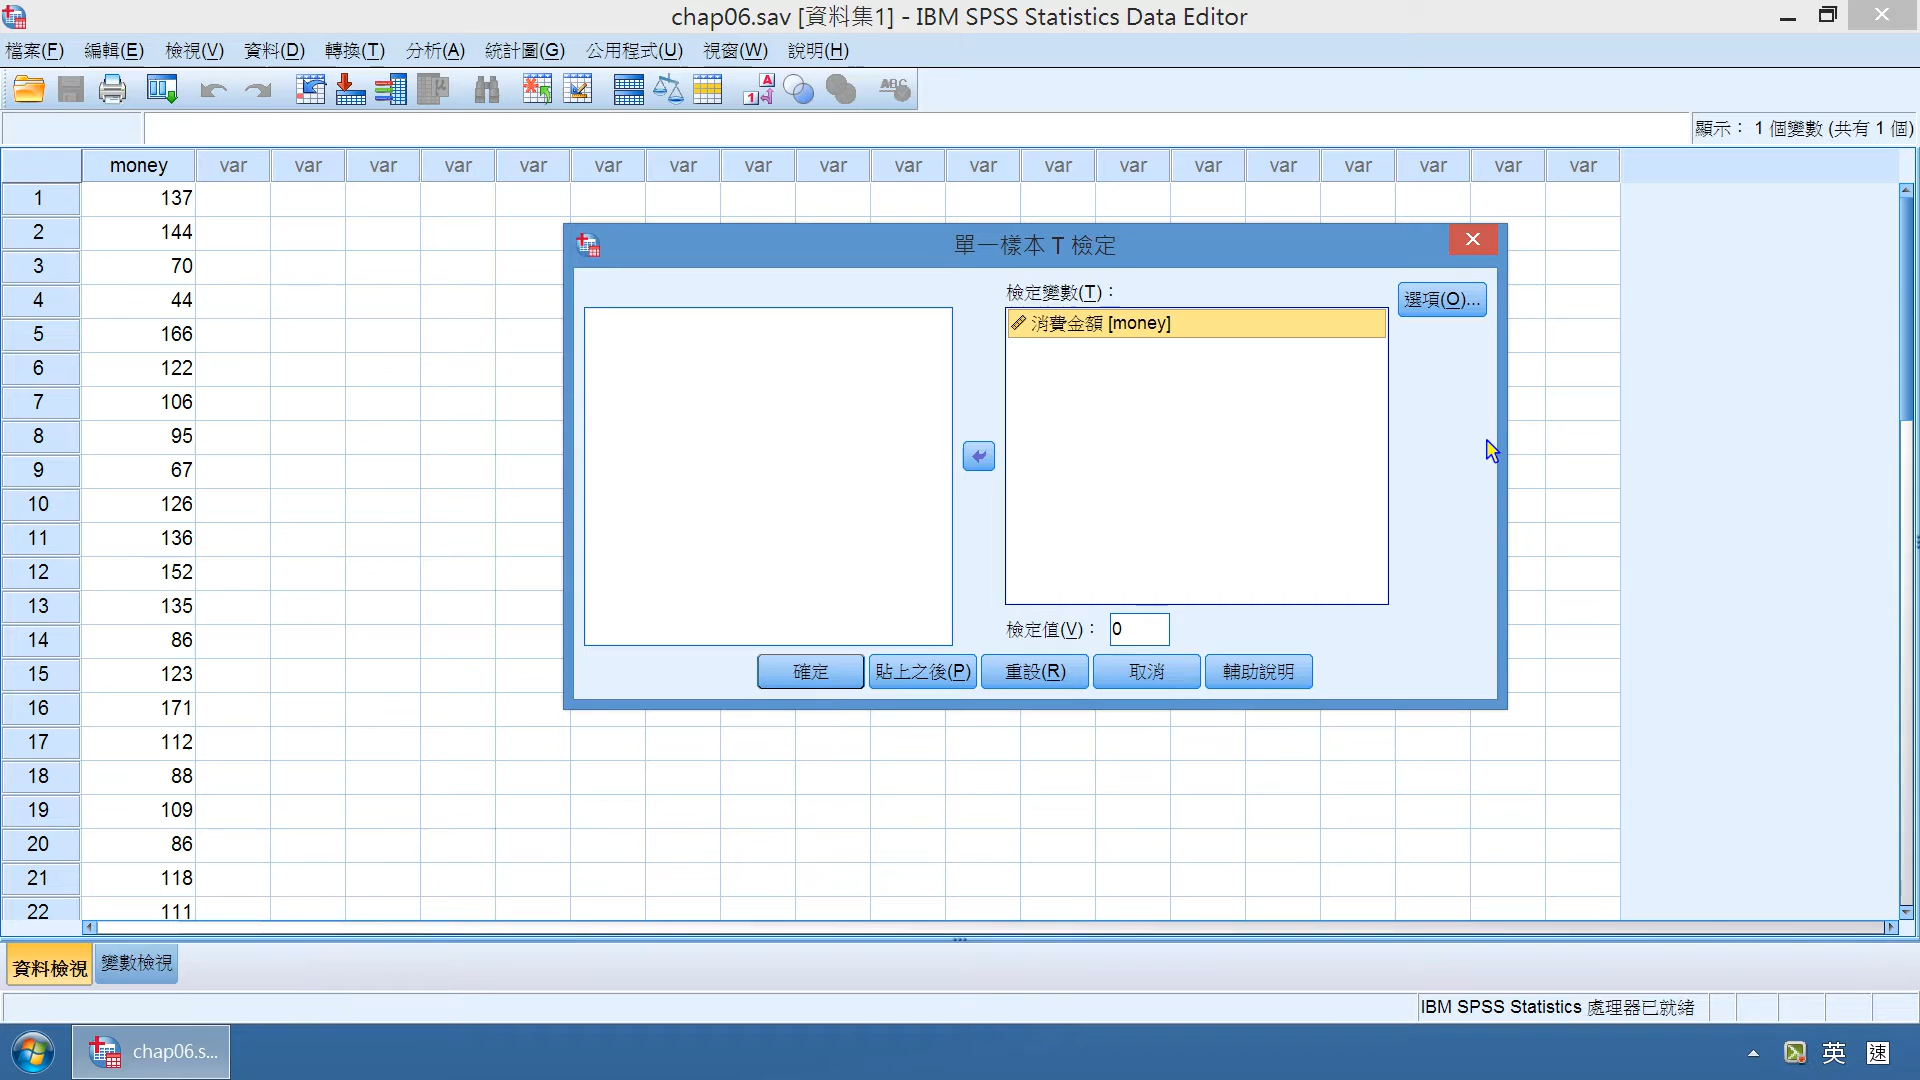 chap06.sav [資料集1] - IBM SPSS Statistics Data Editor
檔案(F) 編輯(E) 檢視(V) 資料(D) 轉換(T) 分析(A) 統計圖(G) 公用程式(U) 視窗(W) 說明(H)
顯示： 1 個變數 (共有 1 個)
money var var var var var var var var var var var var var var var var var var var
1 137
2 144
3 70
4 44
5 166
6 122
7 106
8 95
9 67
10 126
11 136
12 152
13 135
14 86
15 123
16 171
17 112
18 88
19 109
20 86
21 118
22 111
單一樣本 T 檢定
檢定變數(T)：
選項(O)...
消費金額 [money]
檢定值(V)： 0
確定 貼上之後(P) 重設(R) 取消 輔助說明
資料檢視 變數檢視
IBM SPSS Statistics 處理器已就緒
chap06.s...
英 速